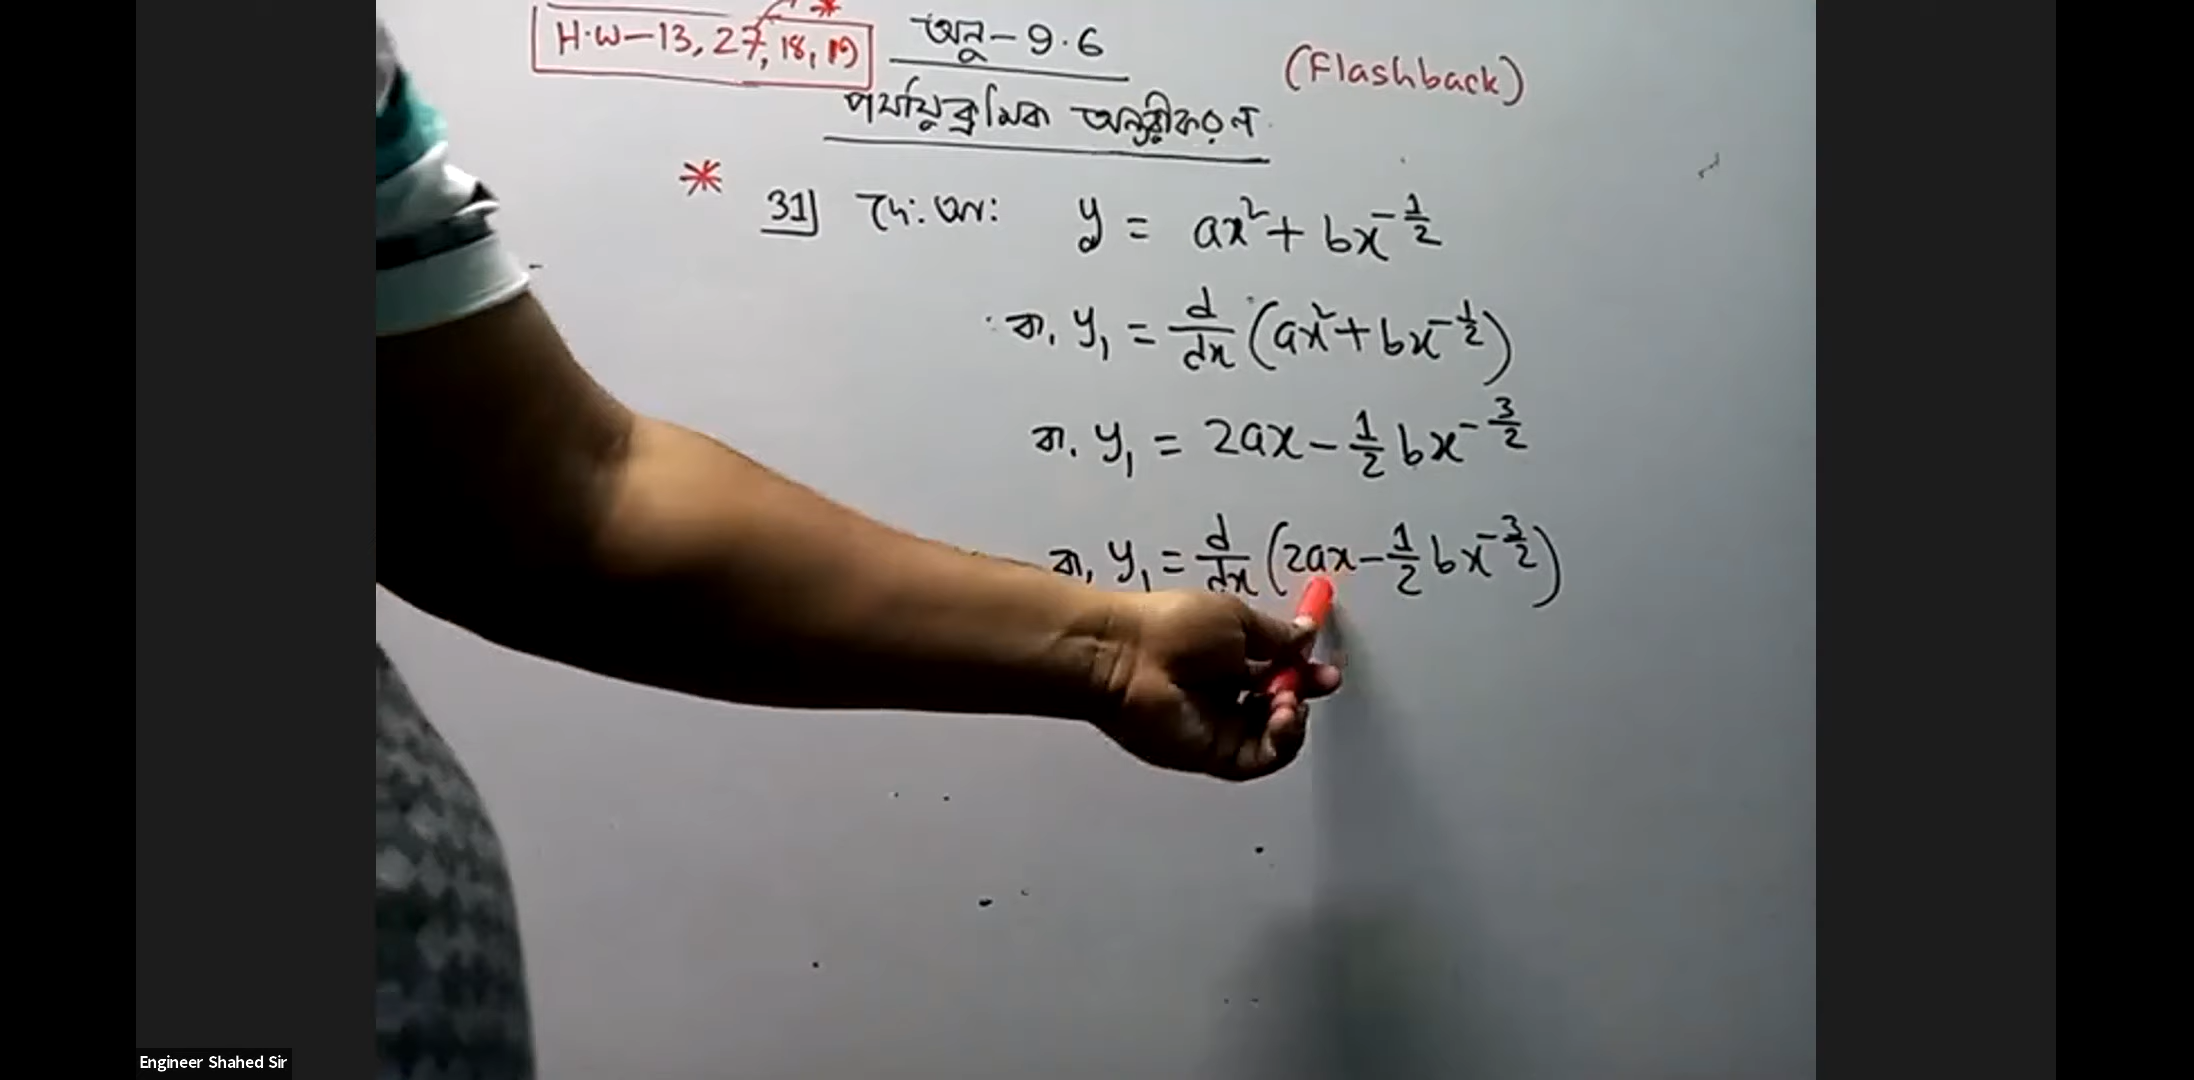 H.W-13, 27, 18, 19
অনু-9.6
(Flashback)
পর্যায়ক্রমিক অন্তরীকরণ
* 31] দে:অা: y = ax² + bx^{-1/2}
বা, y₁ = d/dx (ax² + bx^{-1/2})
বা, y₁ = 2ax - 1/2 bx^{-3/2}
বা, y₁ = d/dx (2ax - 1/2 bx^{-3/2})
Engineer Shahed Sir